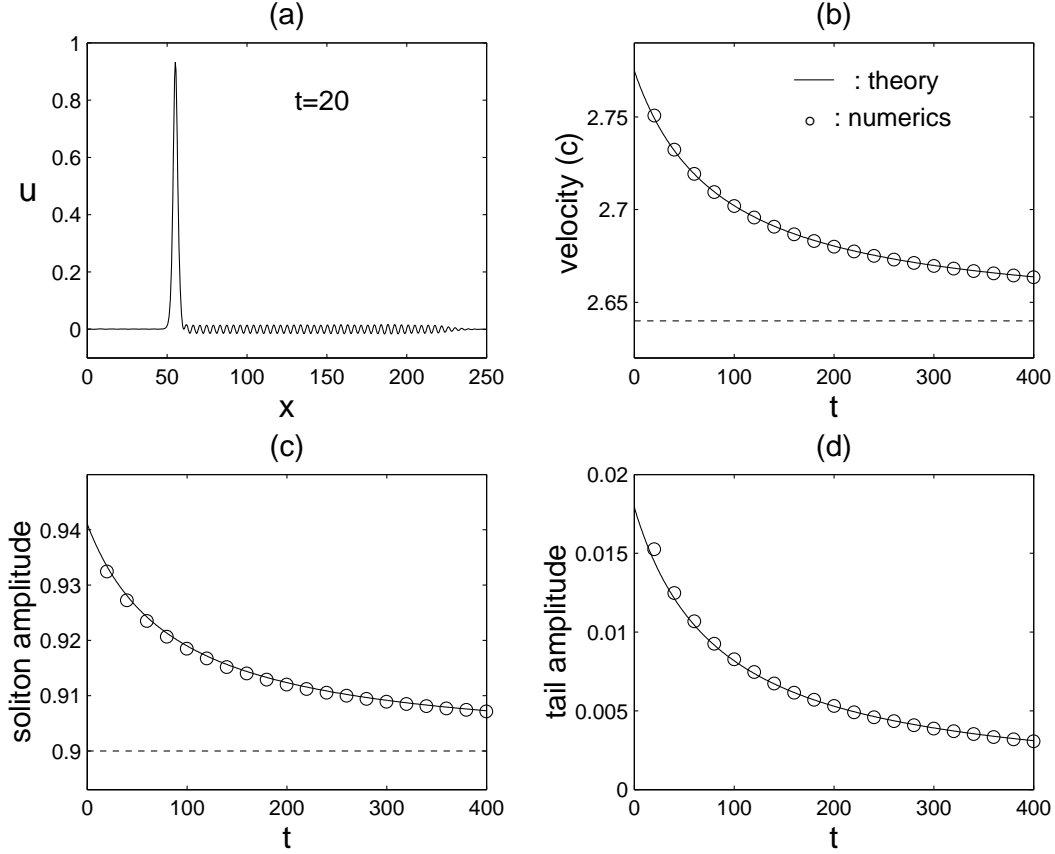 (a)
1
0.8
0.6
0.4
0.2
0
u
t=20
0
50
100
150
200
250
x
(b)
: theory
: numerics
2.75
2.7
2.65
velocity (c)
0
100
200
300
400
t
(c)
0.94
0.93
0.92
0.91
0.9
soliton amplitude
0
100
200
300
400
t
(d)
0.02
0.015
0.01
0.005
0
tail amplitude
0
100
200
300
400
t